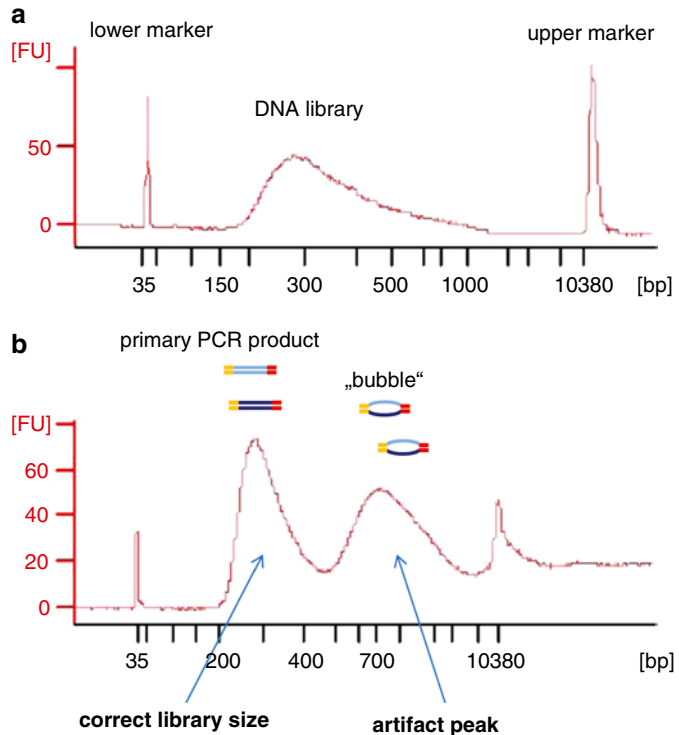 a
lower marker
upper marker
[FU]
DNA library
50
0
35 150 300 500 1000 10380 [bp]
b
primary PCR product
„bubble“
[FU]
60
40
20
0
35 200 400 700 10380 [bp]
correct library size
artifact peak